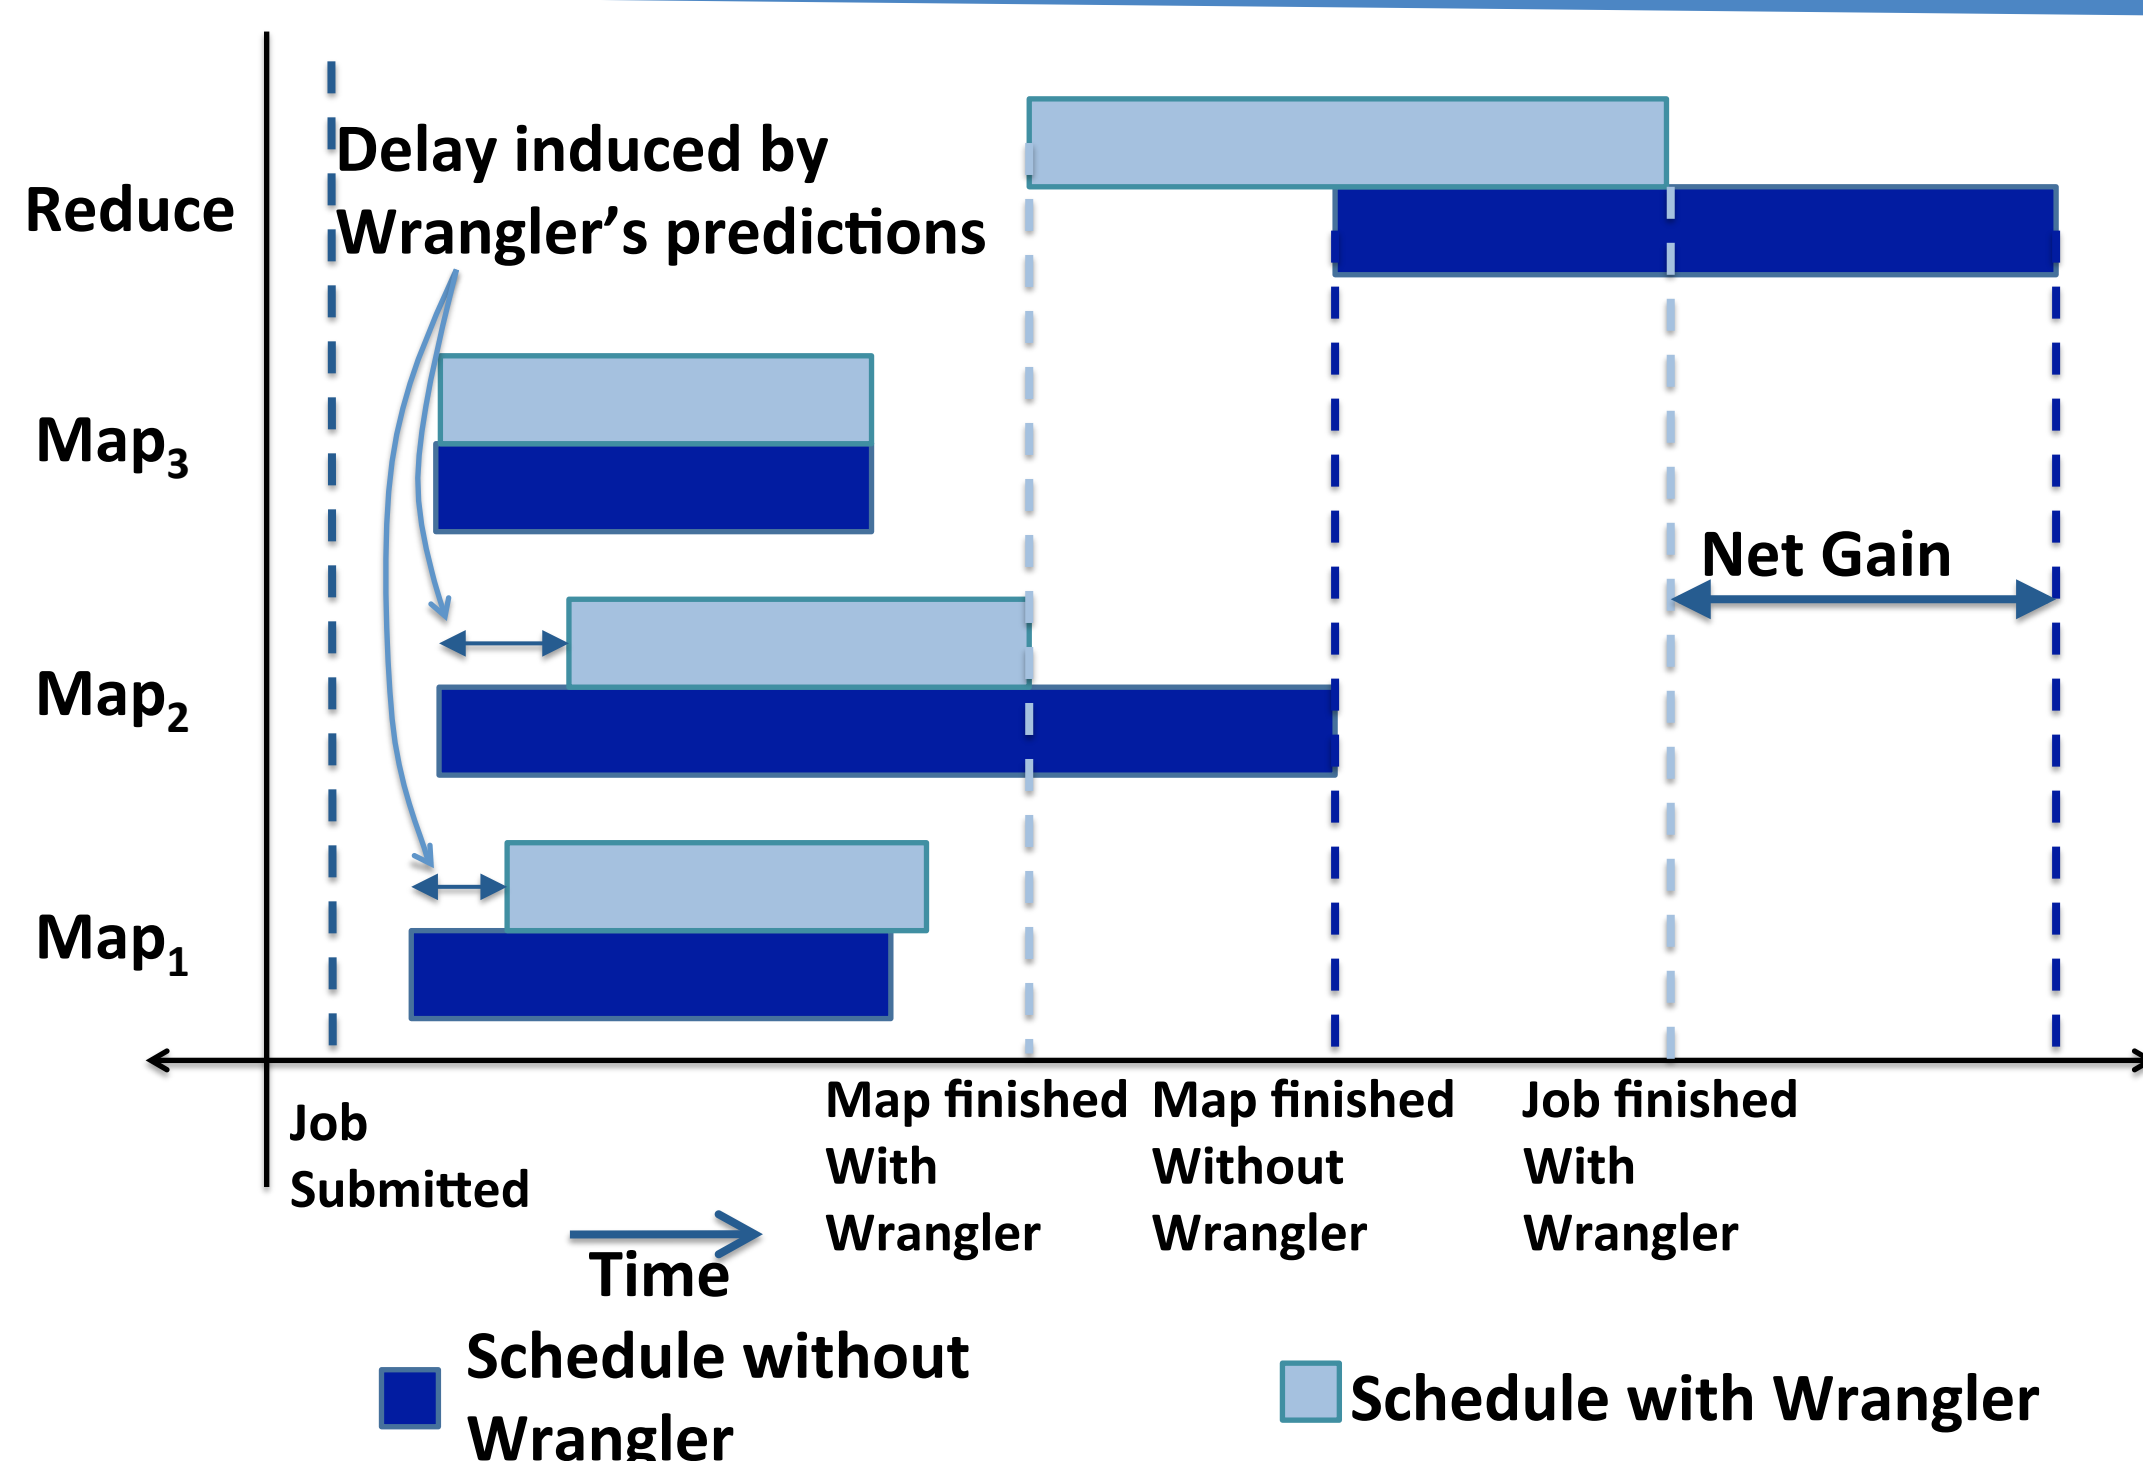 Delay induced by
Wrangler’s predictions
Reduce
Map3
Net Gain
Map2
Map1
Job
Submitted
Map finished
With
Wrangler
Map finished
Without
Wrangler
Job finished
With
Wrangler
Time
Schedule without
Wrangler
Schedule with Wrangler